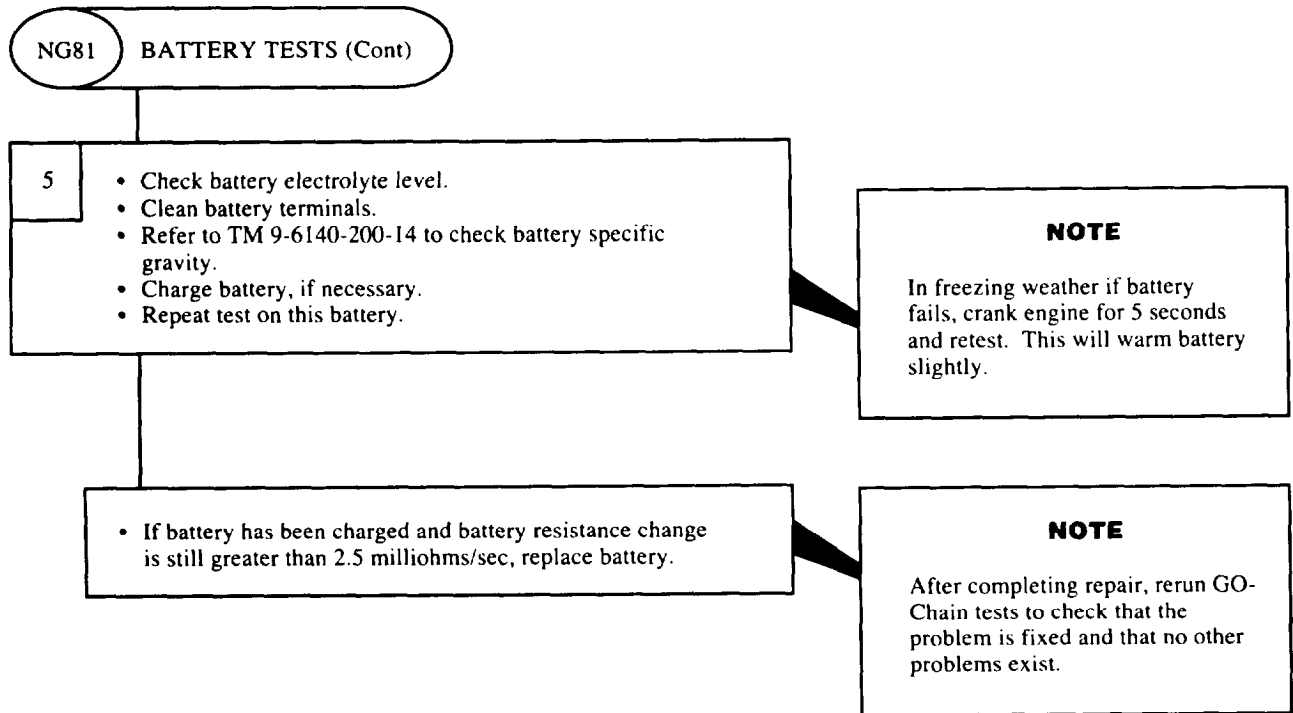 NG81 BATTERY TESTS (Cont)
5
• Check battery electrolyte level.
• Clean battery terminals.
• Refer to TM 9-6140-200-14 to check battery specific
gravity.
• Charge battery, if necessary.
• Repeat test on this battery.
NOTE
In freezing weather if battery
fails, crank engine for 5 seconds
and retest. This will warm battery
slightly.
• If battery has been charged and battery resistance change
is still greater than 2.5 milliohms/sec, replace battery.
NOTE
After completing repair, rerun GO-
Chain tests to check that the
problem is fixed and that no other
problems exist.